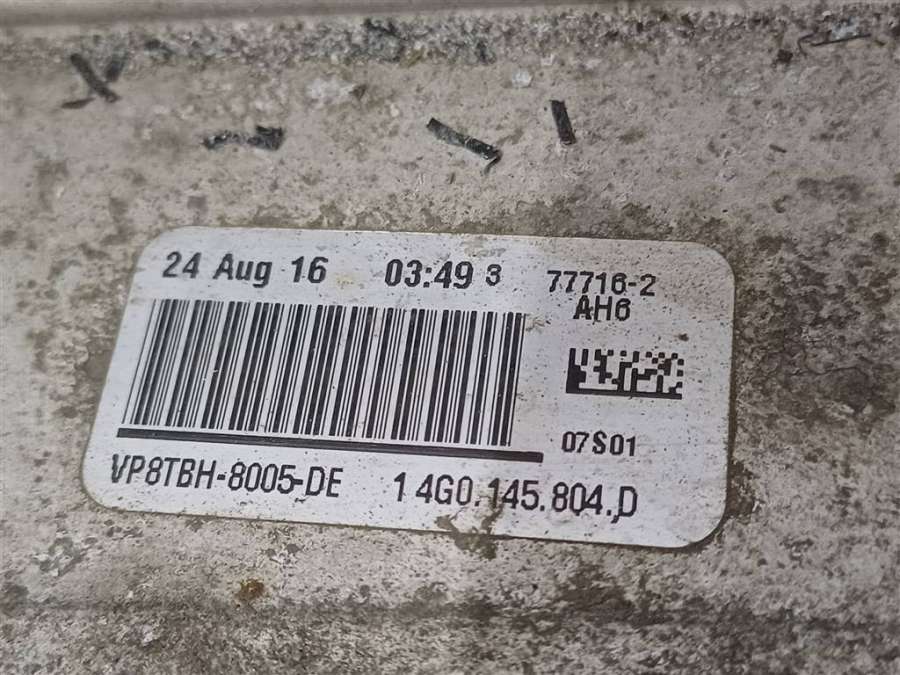 24 Aug 16 03:49 3 77716-2
AH6
07S01
VP8TBH-8005-DE 1 4G0.145.804.D